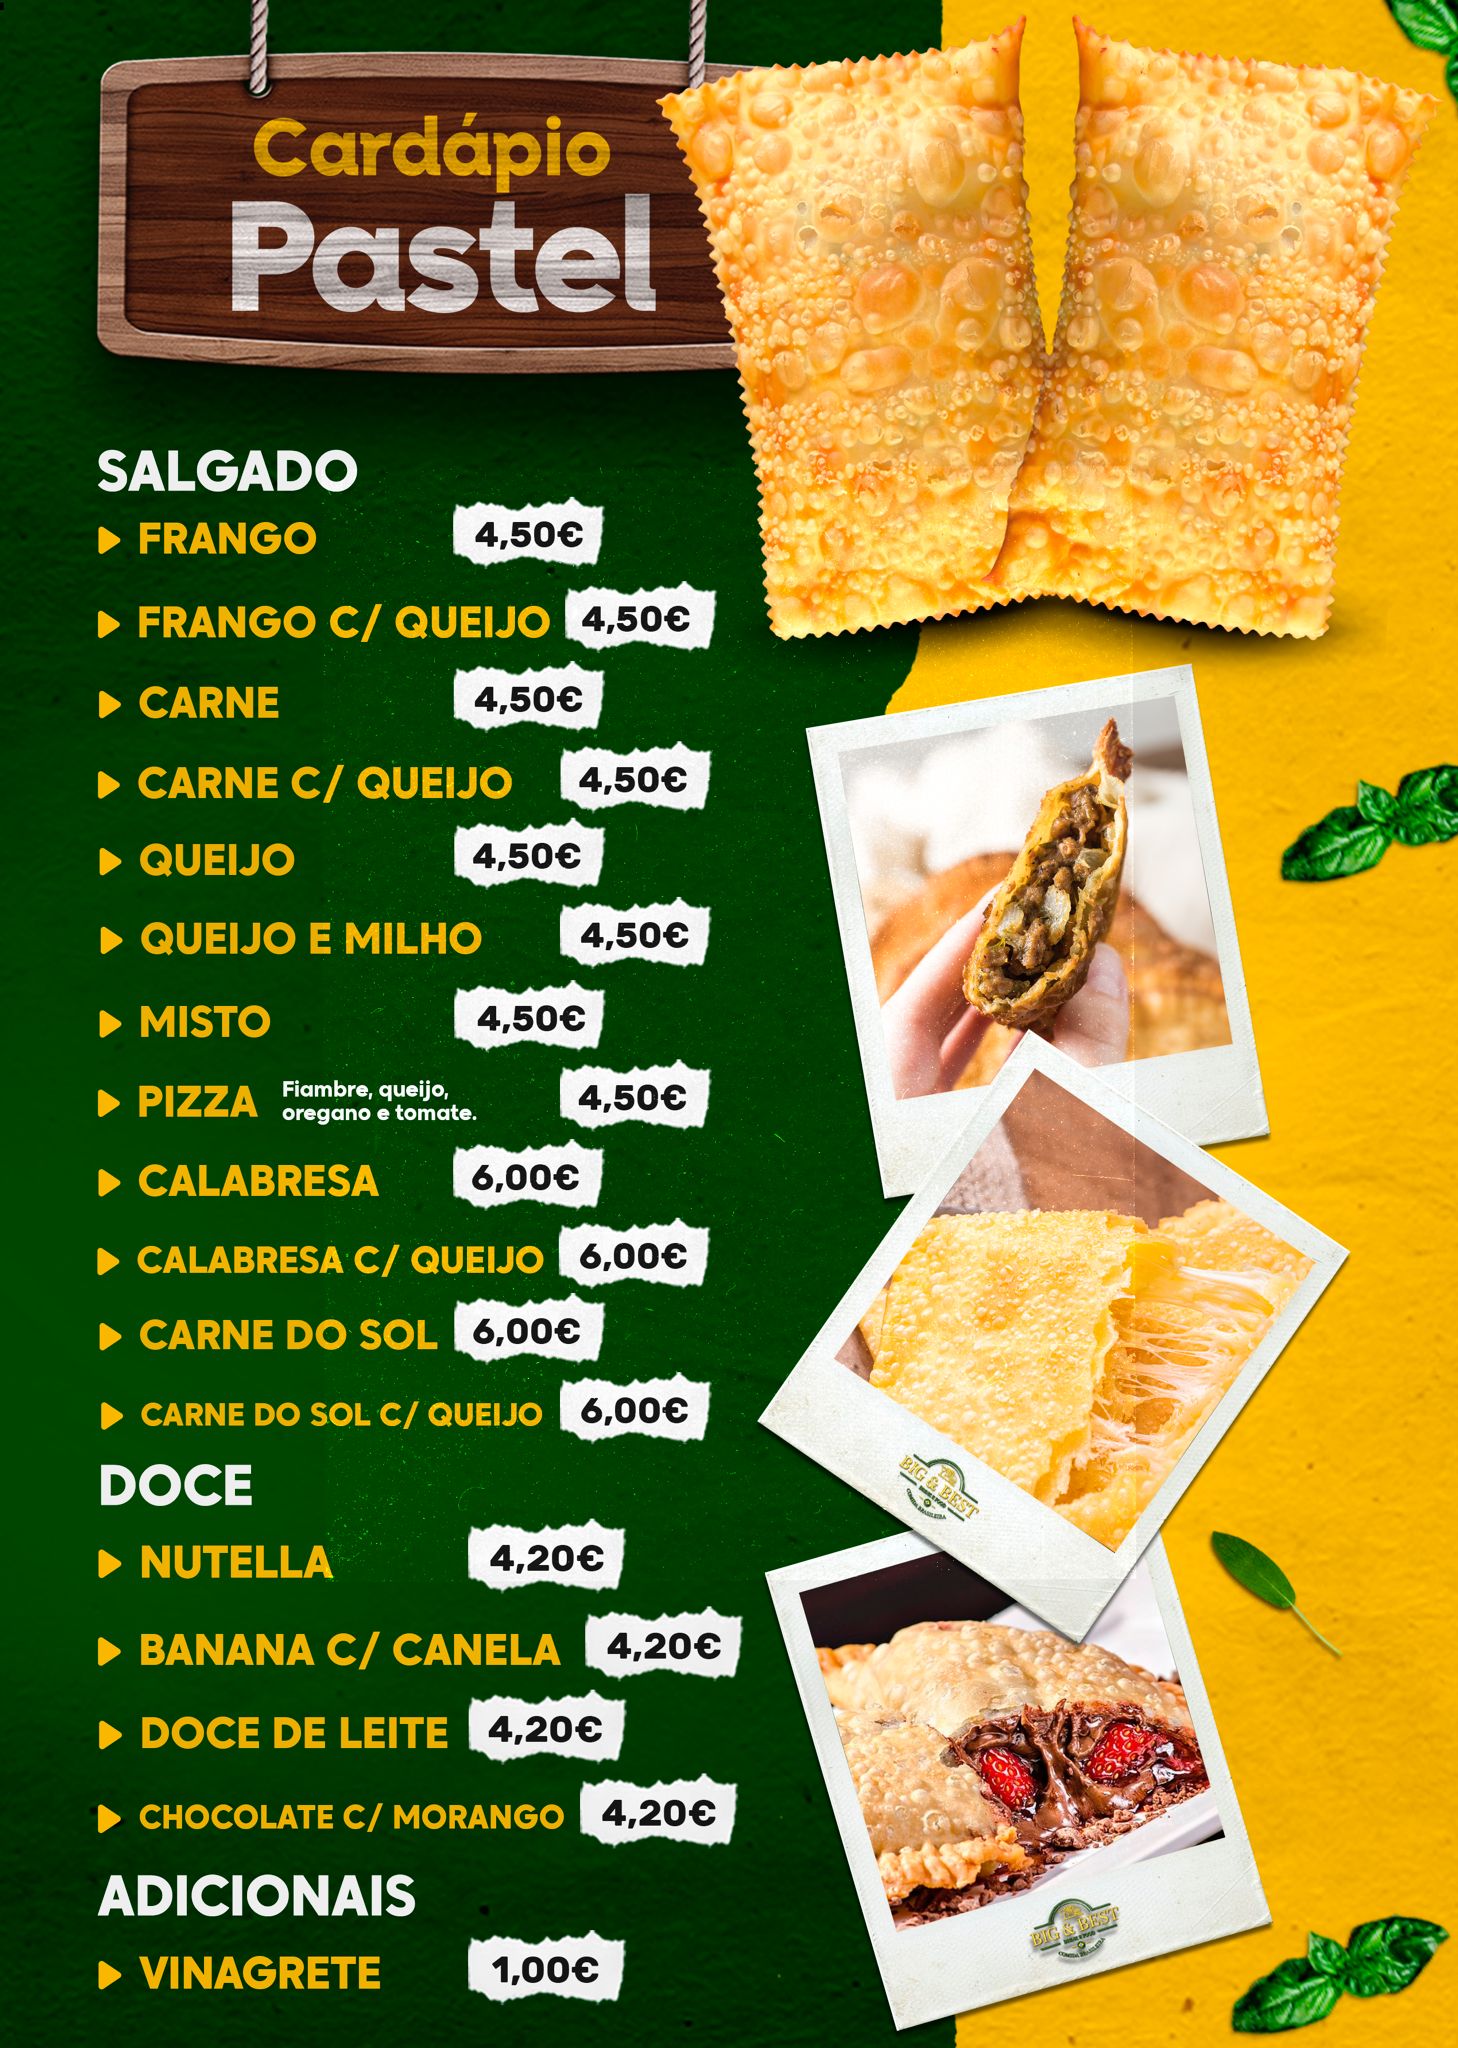 Cardápio
Pastel
SALGADO
FRANGO 4,50€
FRANGO C/ QUEIJO 4,50€
CARNE 4,50€
CARNE C/ QUEIJO 4,50€
QUEIJO 4,50€
QUEIJO E MILHO 4,50€
MISTO 4,50€
PIZZA Fiambre, queijo,
oregano e tomate. 4,50€
CALABRESA 6,00€
CALABRESA C/ QUEIJO 6,00€
CARNE DO SOL 6,00€
CARNE DO SOL C/ QUEIJO 6,00€
DOCE
NUTELLA 4,20€
BANANA C/ CANELA 4,20€
DOCE DE LEITE 4,20€
CHOCOLATE C/ MORANGO 4,20€
ADICIONAIS
VINAGRETE 1,00€
BIG & BEST
COMIDA BRASILEIRA
BIG & BEST
COMIDA BRASILEIRA